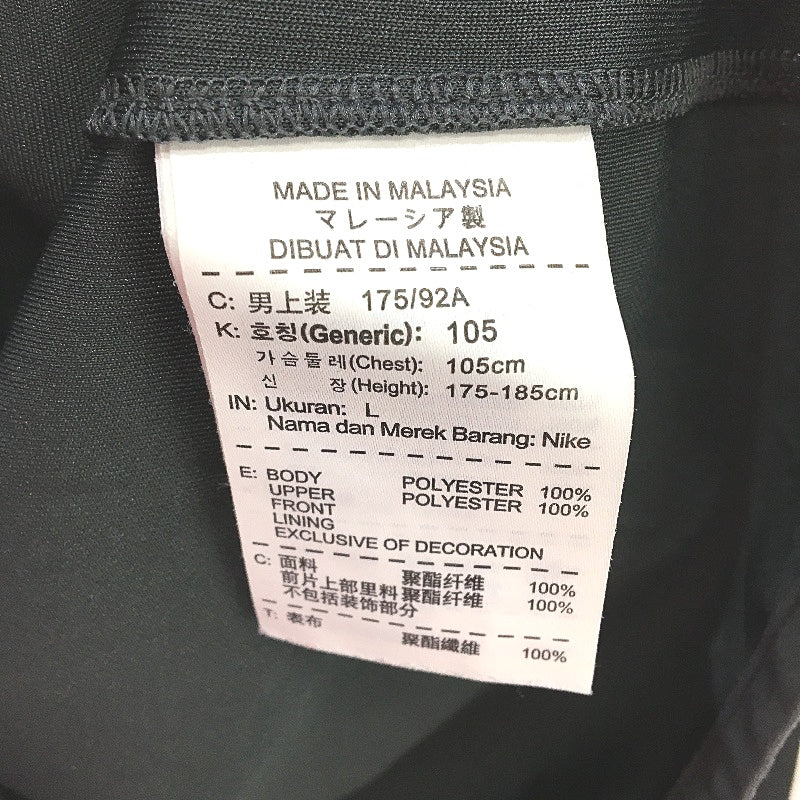 MADE IN MALAYSIA
マレーシア製
DIBUAT DI MALAYSIA
C: 男上装 175/92A
K: 호칭(Generic): 105
가슴둘레(Chest): 105cm
신 장(Height): 175-185cm
IN: Ukuran: L
Nama dan Merek Barang: Nike
E: BODY POLYESTER 100%
UPPER POLYESTER 100%
FRONT
LINING
EXCLUSIVE OF DECORATION
C: 面料 聚酯纤维 100%
前片上部里料 聚酯纤维 100%
不包括装饰部分
T: 表布 聚酯纖維 100%